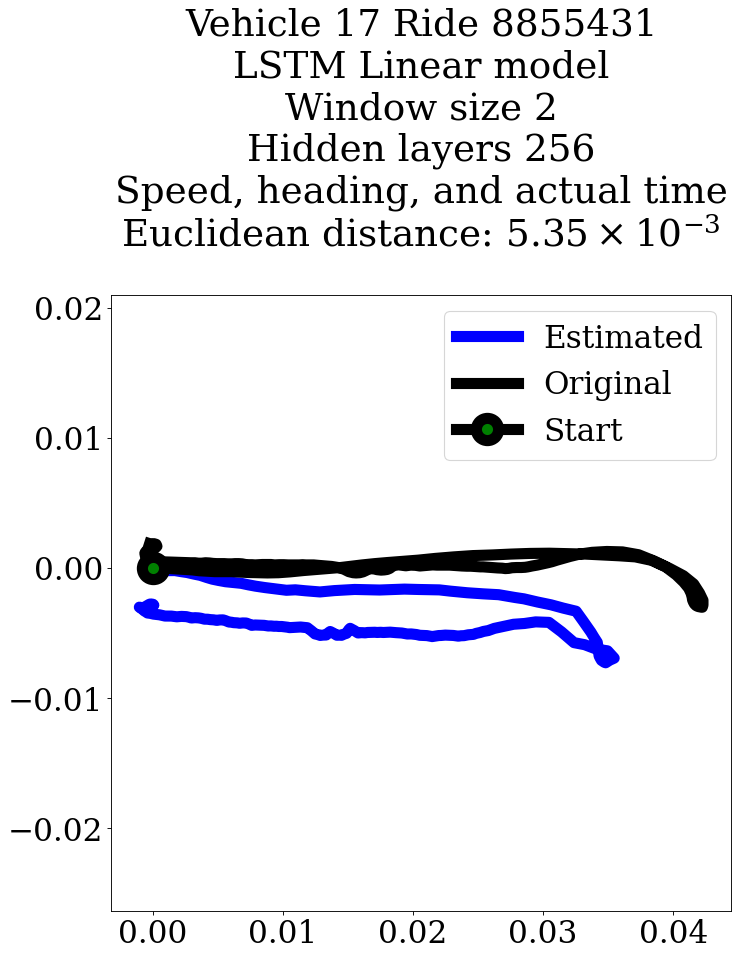 Vehicle 17 Ride 8855431
LSTM Linear model
Window size 2
Hidden layers 256
Speed, heading, and actual time
Euclidean distance: 5.35 × 10⁻³
Estimated
Original
Start
0.02
0.01
0.00
−0.01
−0.02
0.00 0.01 0.02 0.03 0.04